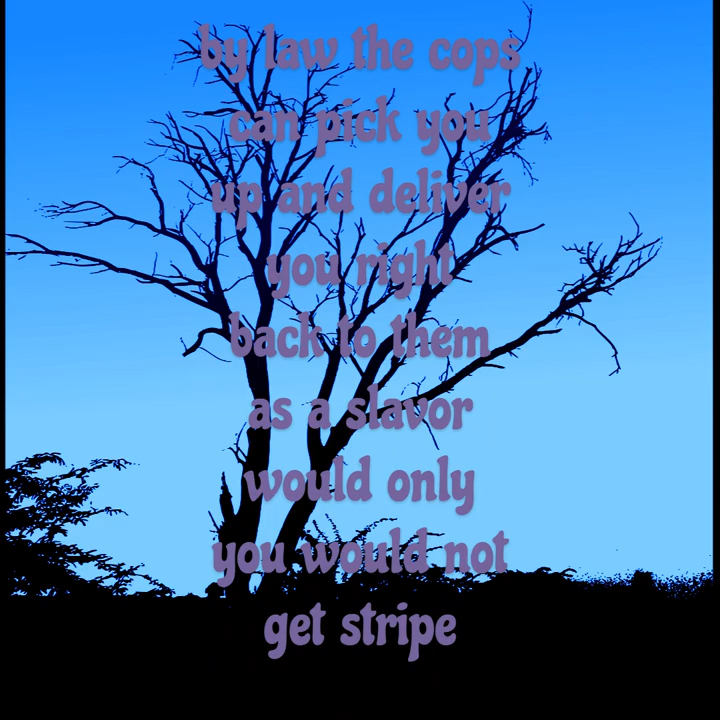 by law the cops
can pick you
up and deliver
you right
back to them
as a slavor
would only
you would not
get stripe